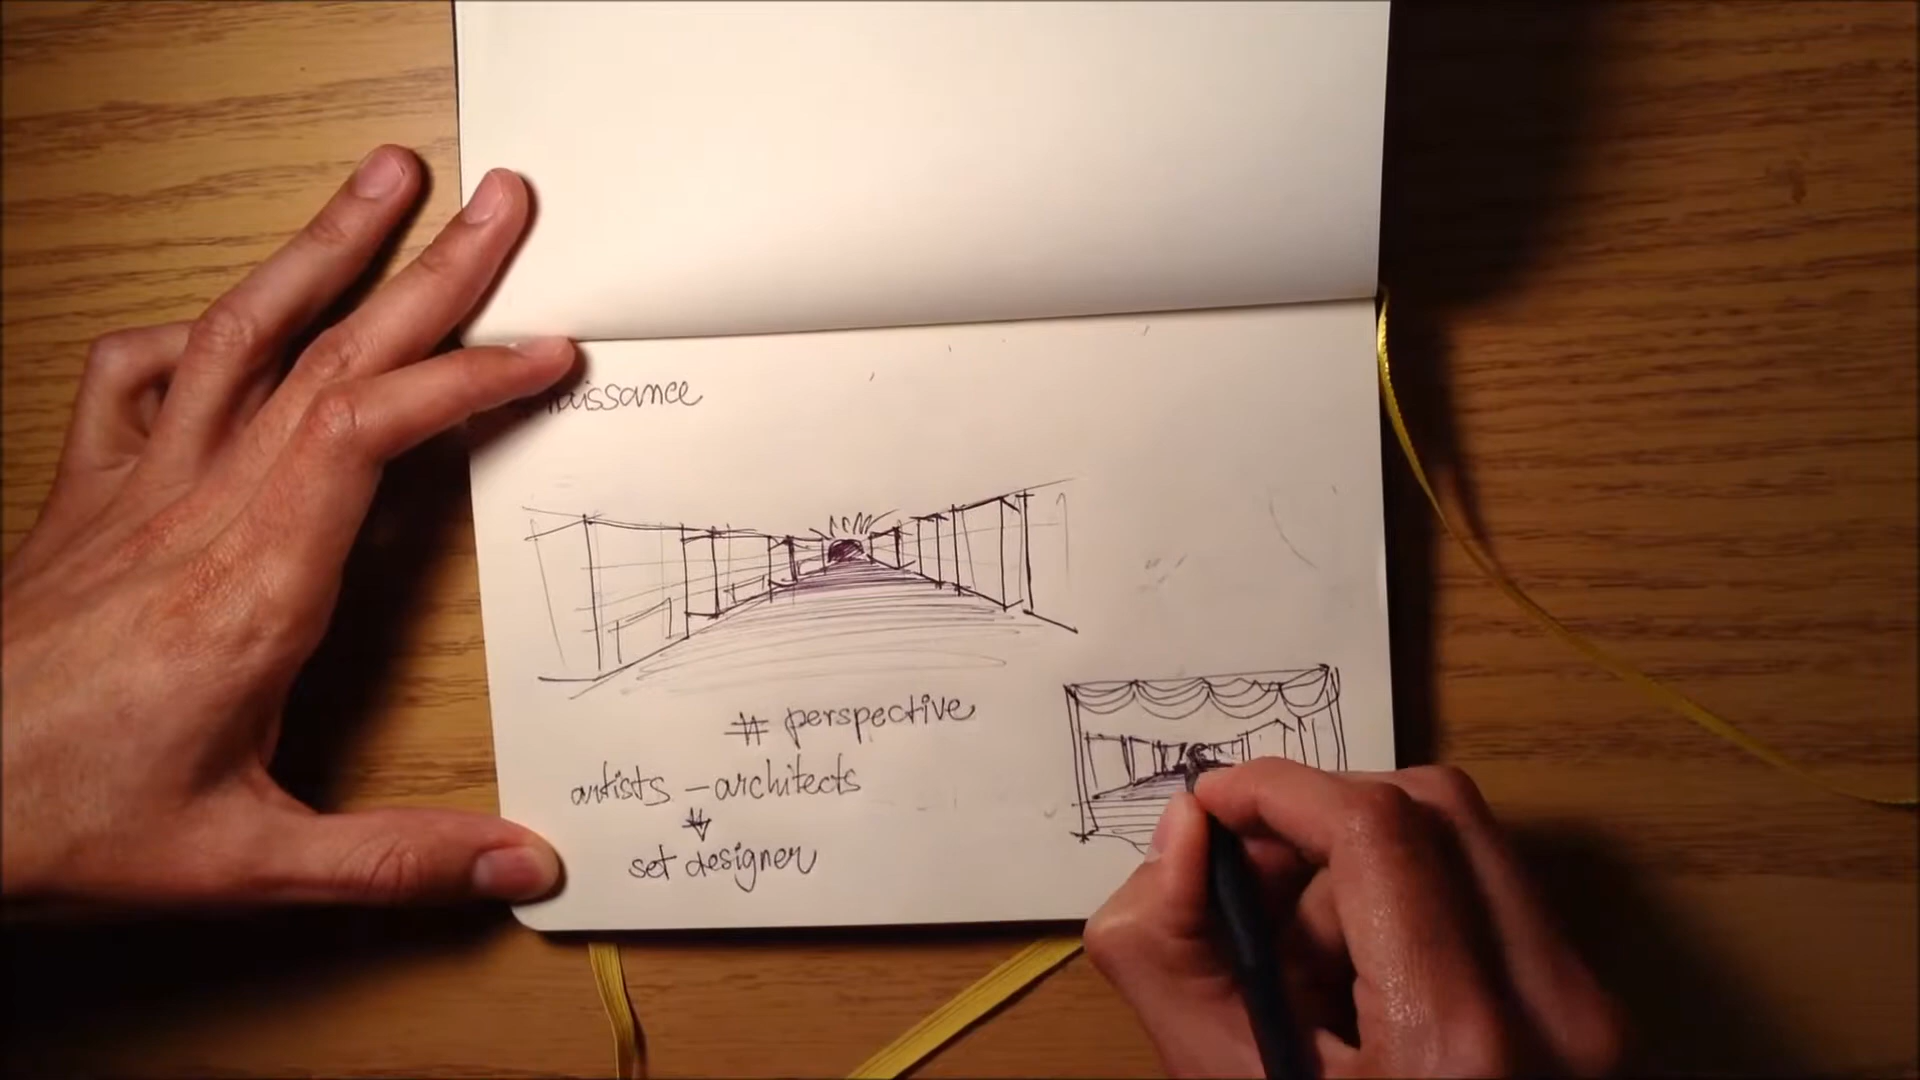 naissance
# perspective
artists - architects
set designer